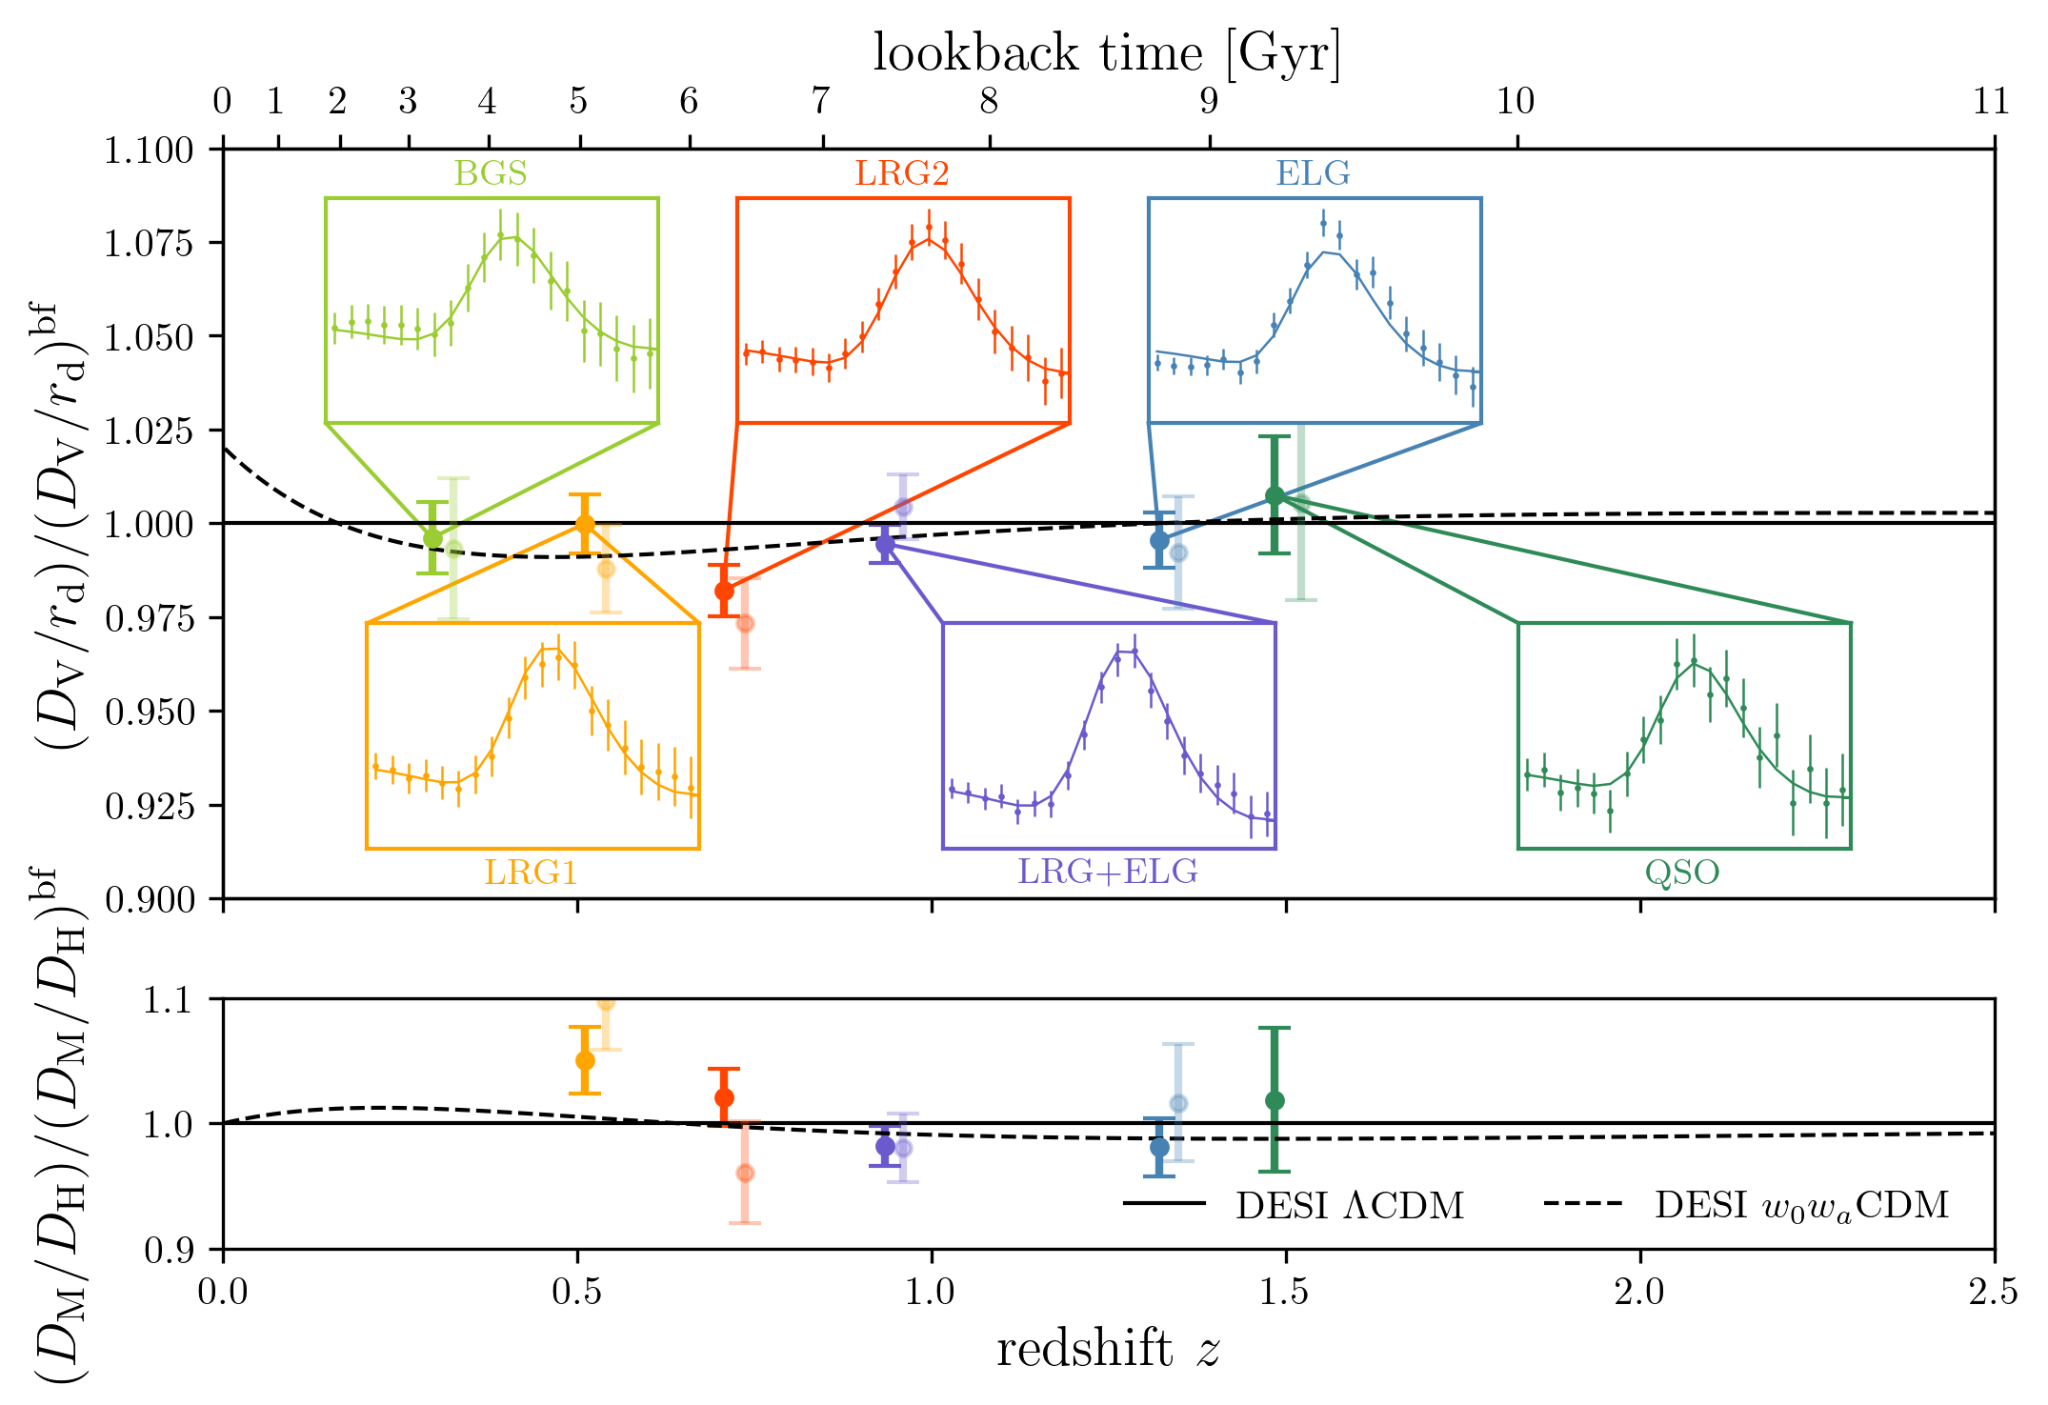 lookback time [Gyr]
0 1 2 3 4 5 6 7 8 9 10 11
(D_V/r_d)/(D_V/r_d)^bf
1.100
1.075
1.050
1.025
1.000
0.975
0.950
0.925
0.900
BGS
LRG2
ELG
LRG1
LRG+ELG
QSO
(D_M/D_H)/(D_M/D_H)^bf
1.1
1.0
0.9
DESI ΛCDM
DESI w_0w_aCDM
0.0 0.5 1.0 1.5 2.0 2.5
redshift z